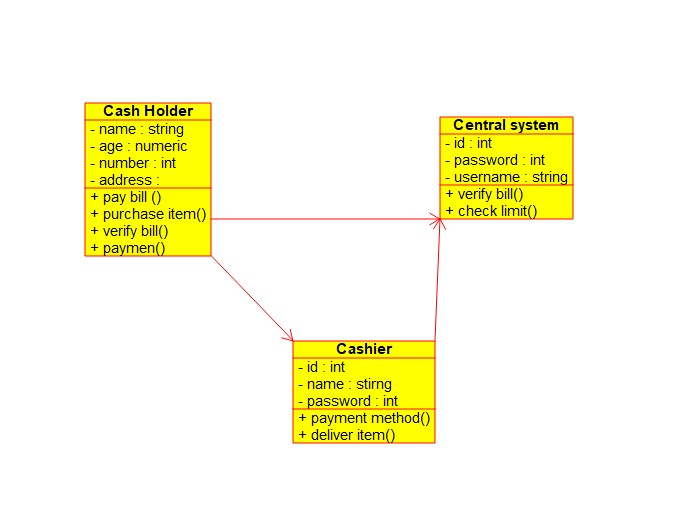 Cash Holder
- name : string
- age : numeric
- number : int
- address :
+ pay bill ()
+ purchase item()
+ verify bill()
+ paymen()
Central system
- id : int
- password : int
- username : string
+ verify bill()
+ check limit()
Cashier
- id : int
- name : stirng
- password : int
+ payment method()
+ deliver item()